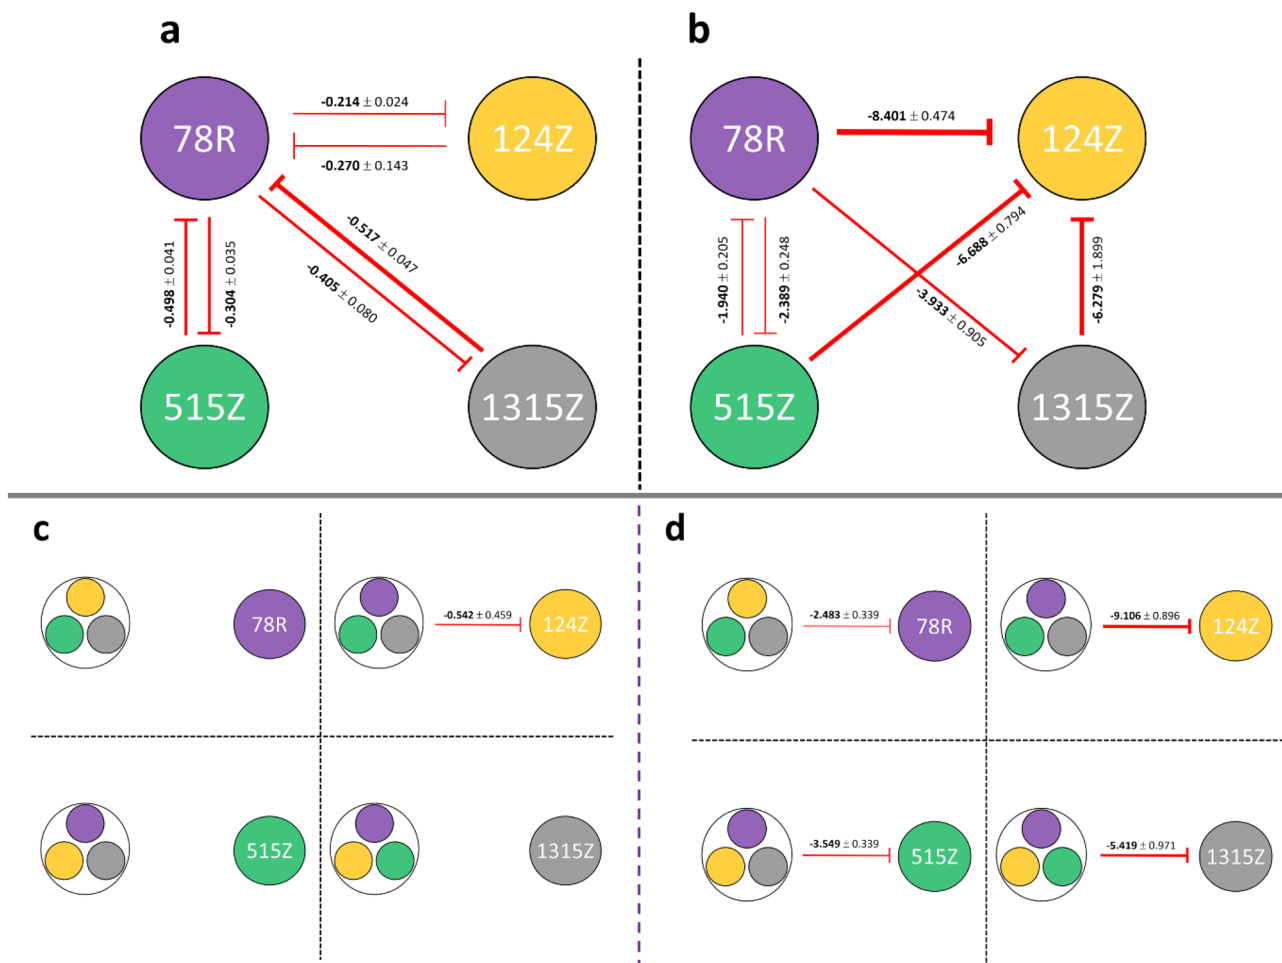 a
b
78R
-0.214 ± 0.024
-0.270 ± 0.143
124Z
-0.498 ± 0.041
-0.304 ± 0.035
-0.517 ± 0.047
-0.405 ± 0.080
515Z
1315Z
78R
-8.401 ± 0.474
124Z
-1.940 ± 0.205
-2.389 ± 0.248
-6.688 ± 0.794
-3.933 ± 0.905
-6.279 ± 1.899
515Z
1315Z
c
78R
-0.542 ± 0.459
124Z
515Z
1315Z
d
-2.483 ± 0.339
78R
-9.106 ± 0.896
124Z
-3.549 ± 0.339
515Z
-5.419 ± 0.971
1315Z